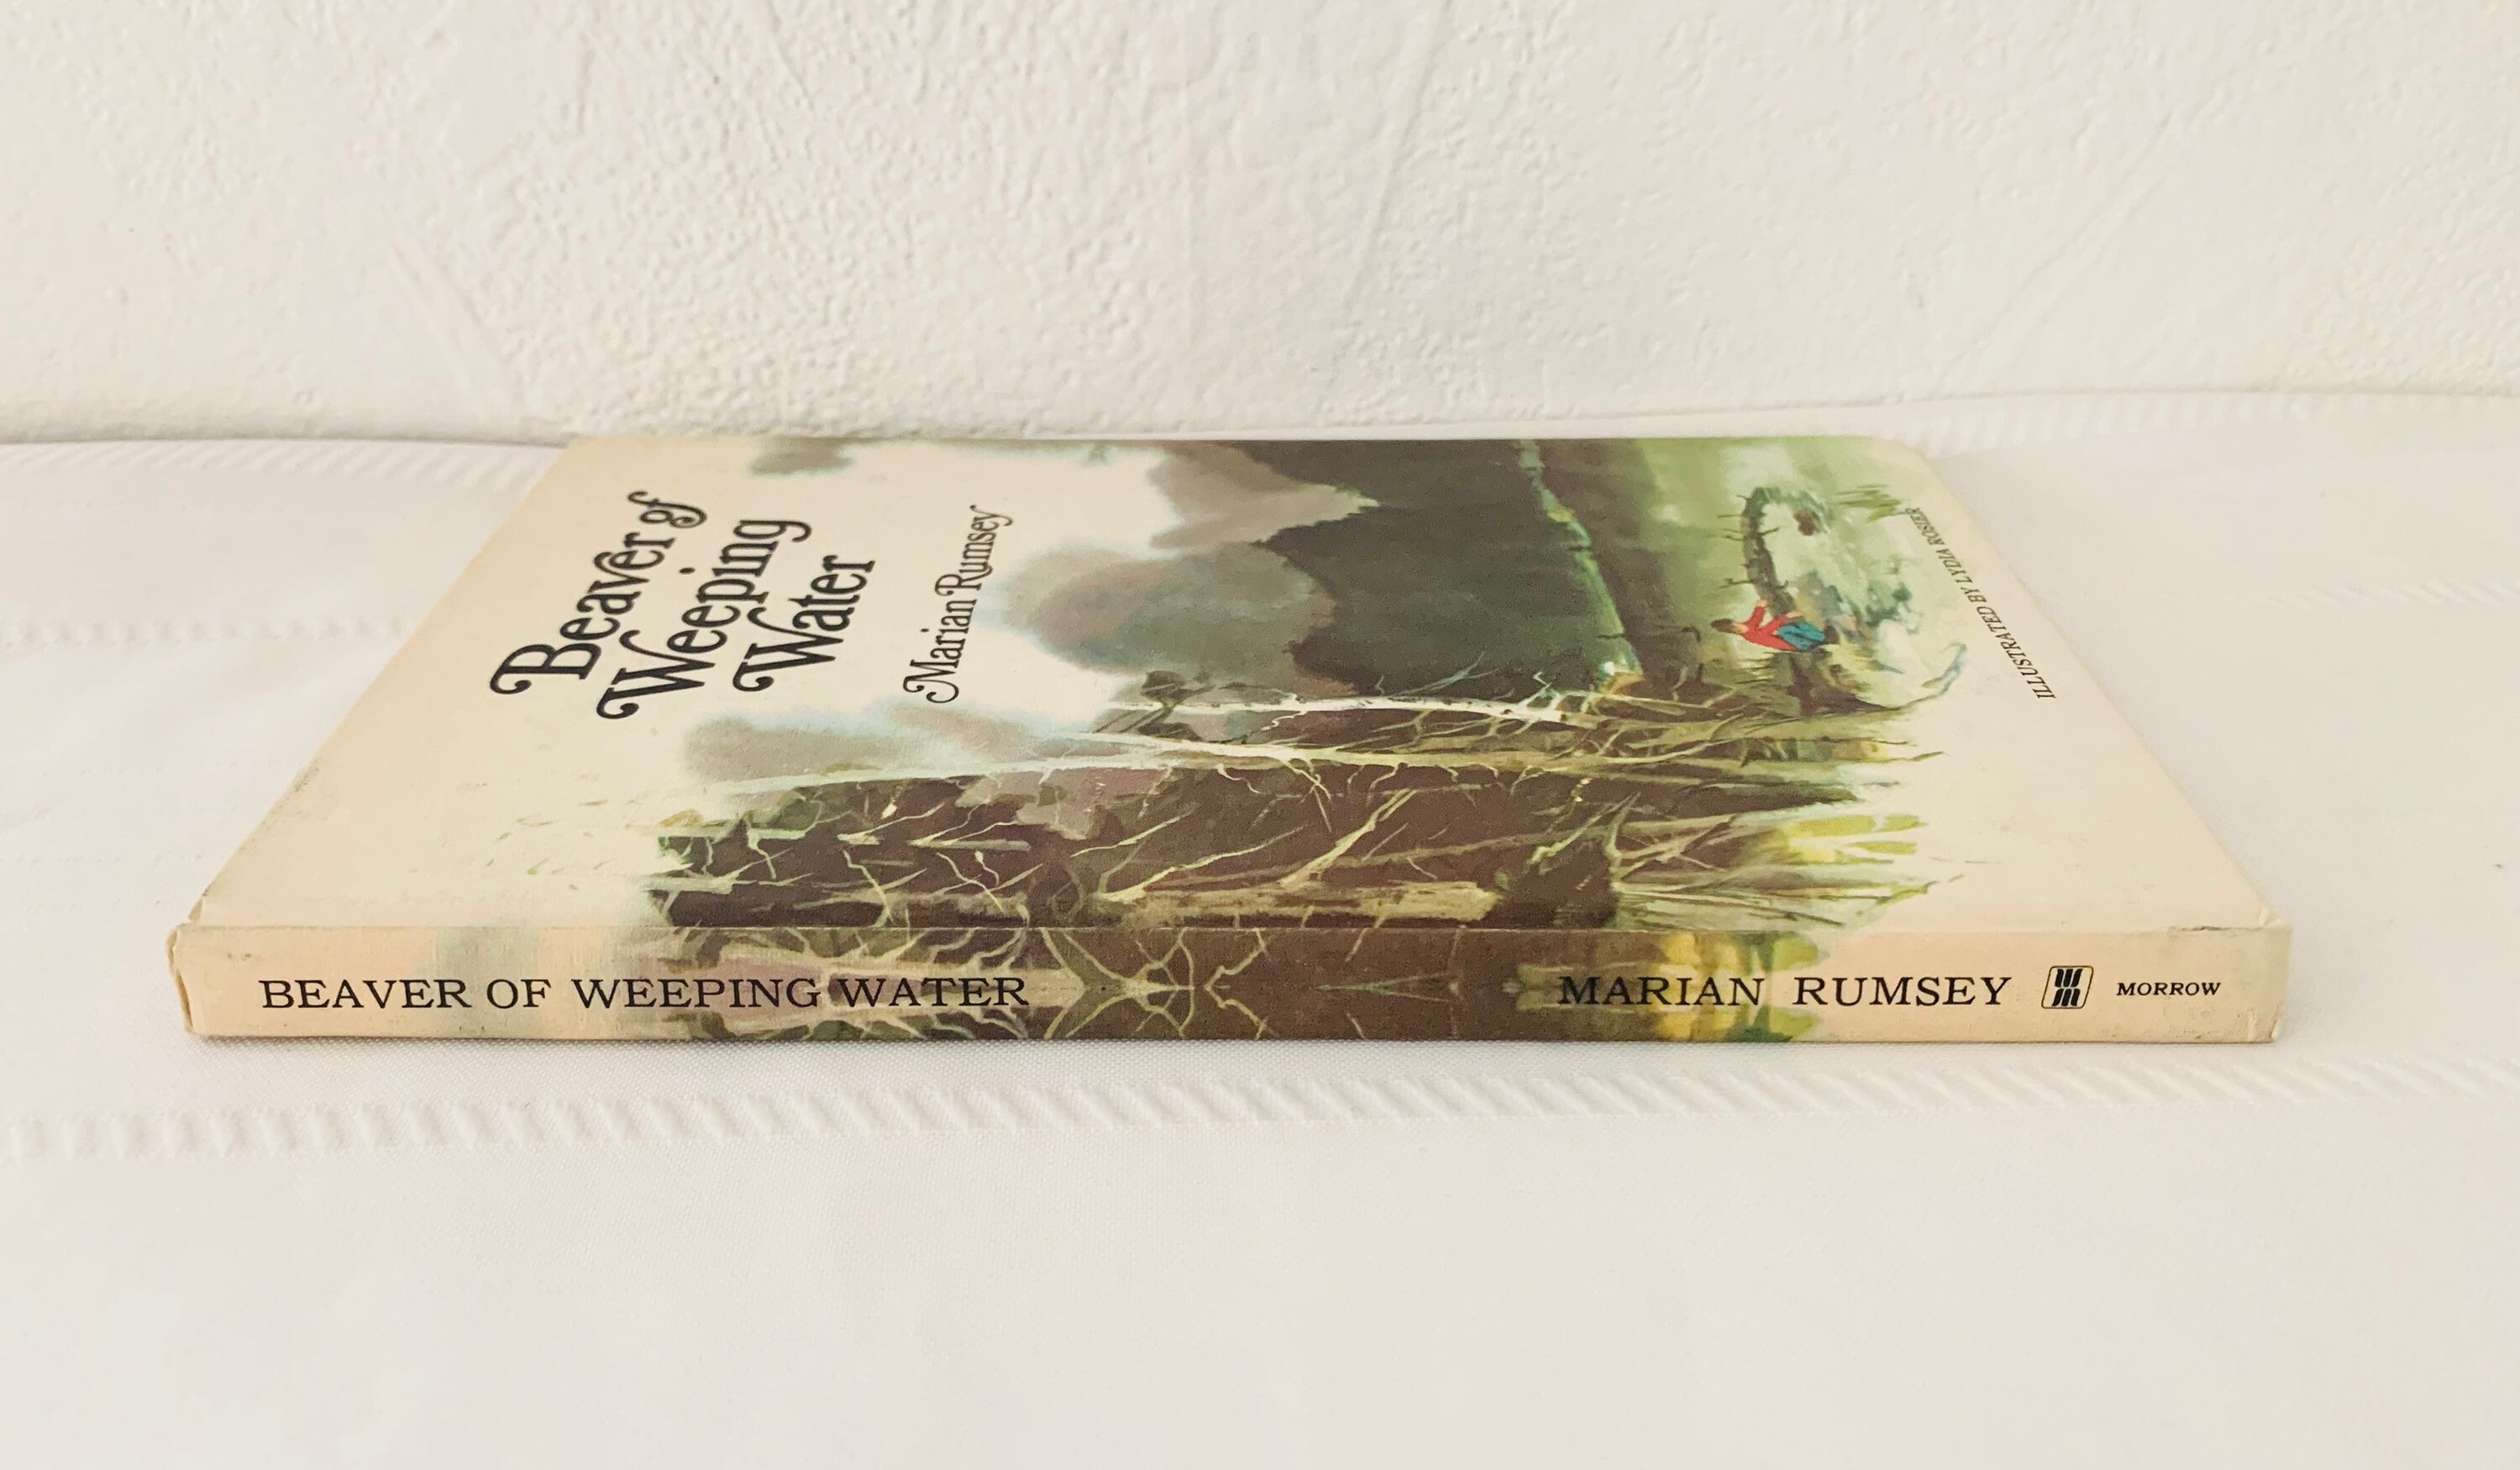 Beaver of
Weeping
Water
Marian Rumsey
ILLUSTRATED BY LYDIA ROSIER
BEAVER OF WEEPING WATER
MARIAN RUMSEY
MORROW